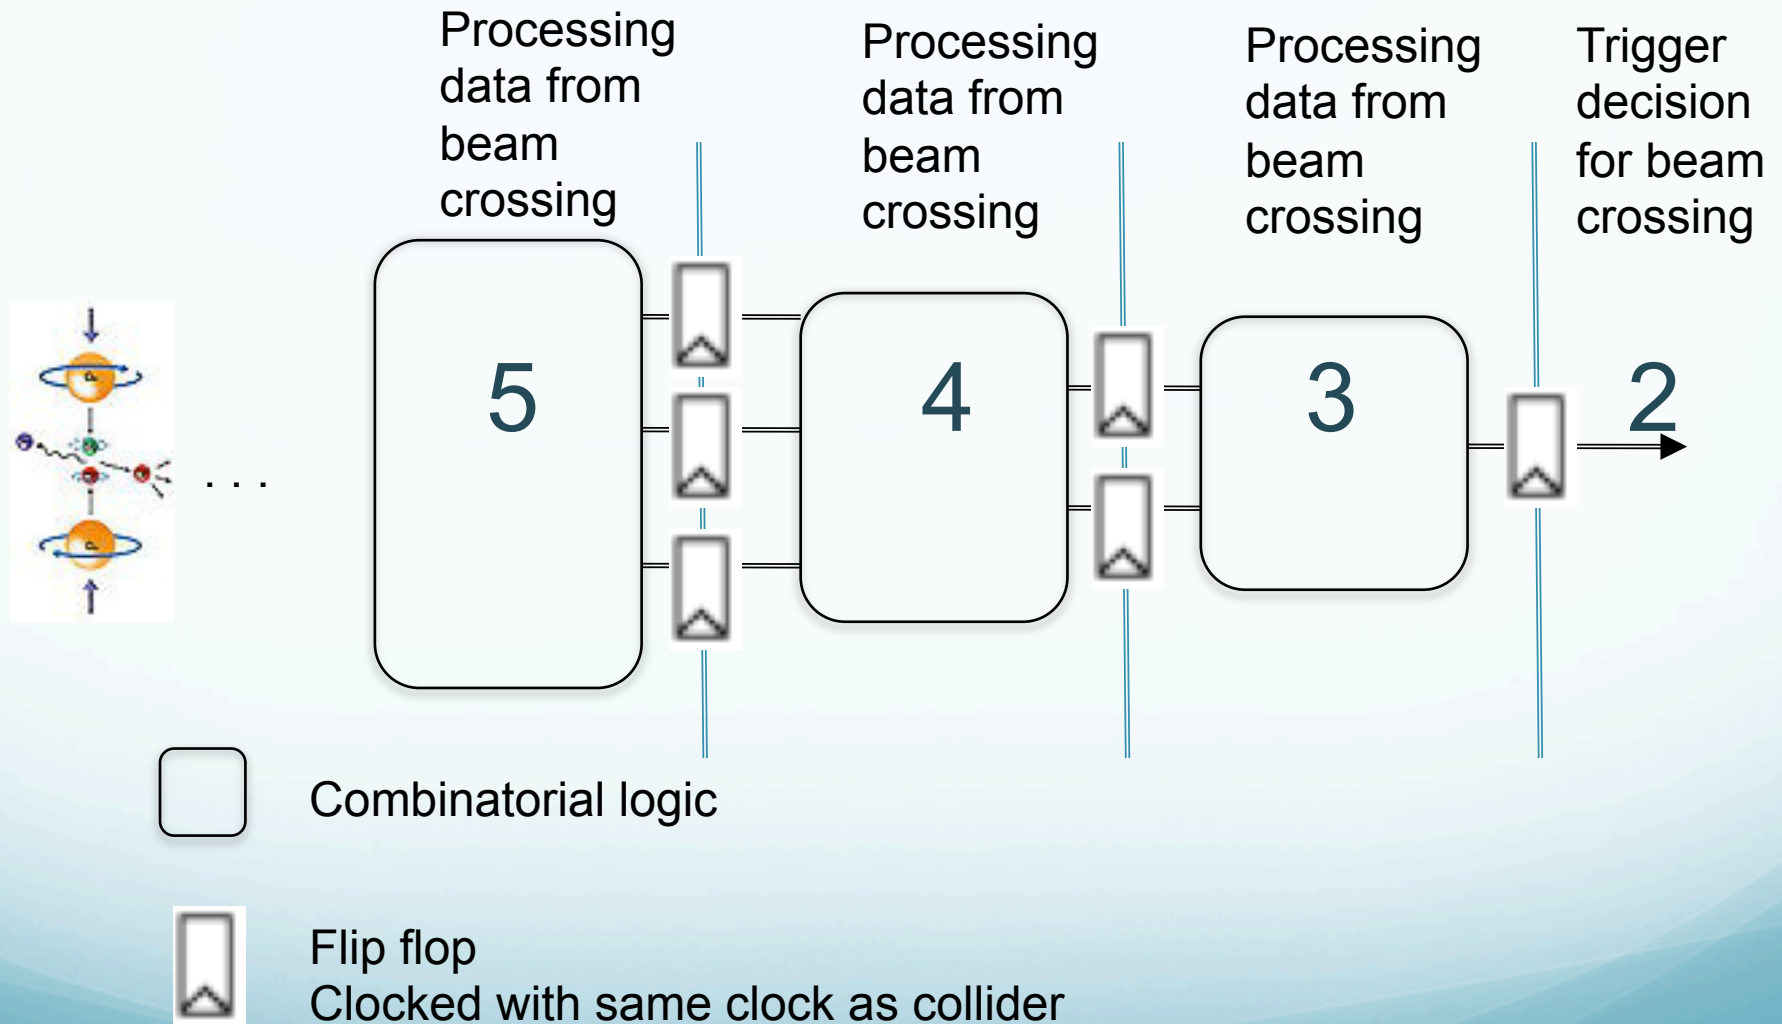 Processing
data from
beam
crossing
Processing
data from
beam
crossing
Processing
data from
beam
crossing
Trigger
decision
for beam
crossing
5
4
3
2
. . .
Combinatorial logic
Flip flop
Clocked with same clock as collider